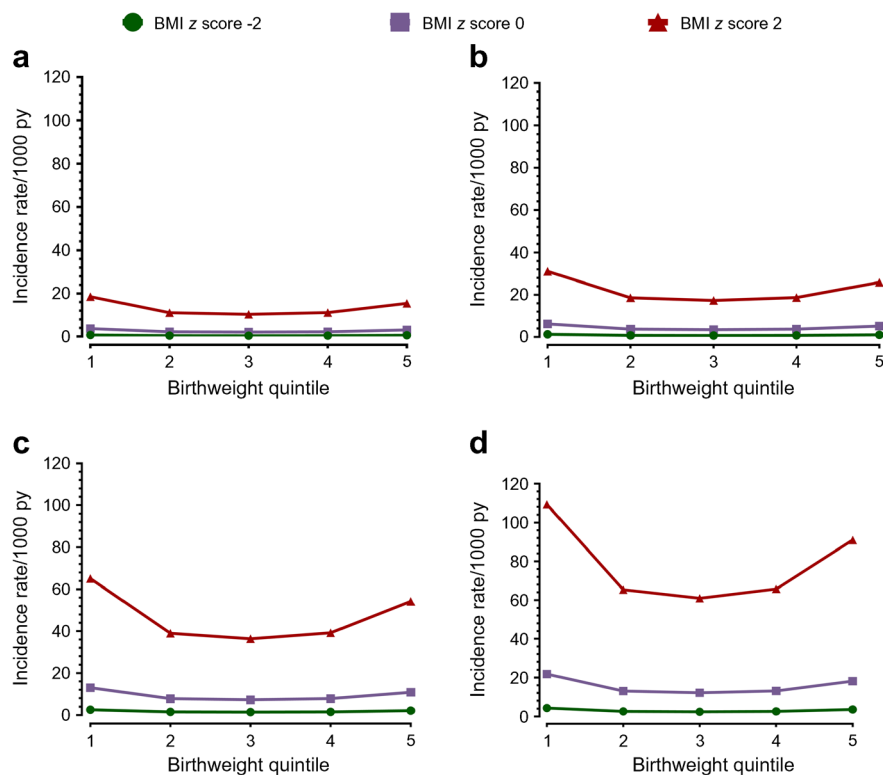 BMI z score -2
BMI z score 0
BMI z score 2
a
Incidence rate/1000 py
120
100
80
60
40
20
0
1 2 3 4 5
Birthweight quintile
b
Incidence rate/1000 py
120
100
80
60
40
20
0
1 2 3 4 5
Birthweight quintile
c
Incidence rate/1000 py
120
100
80
60
40
20
0
1 2 3 4 5
Birthweight quintile
d
Incidence rate/1000 py
120
100
80
60
40
20
0
1 2 3 4 5
Birthweight quintile